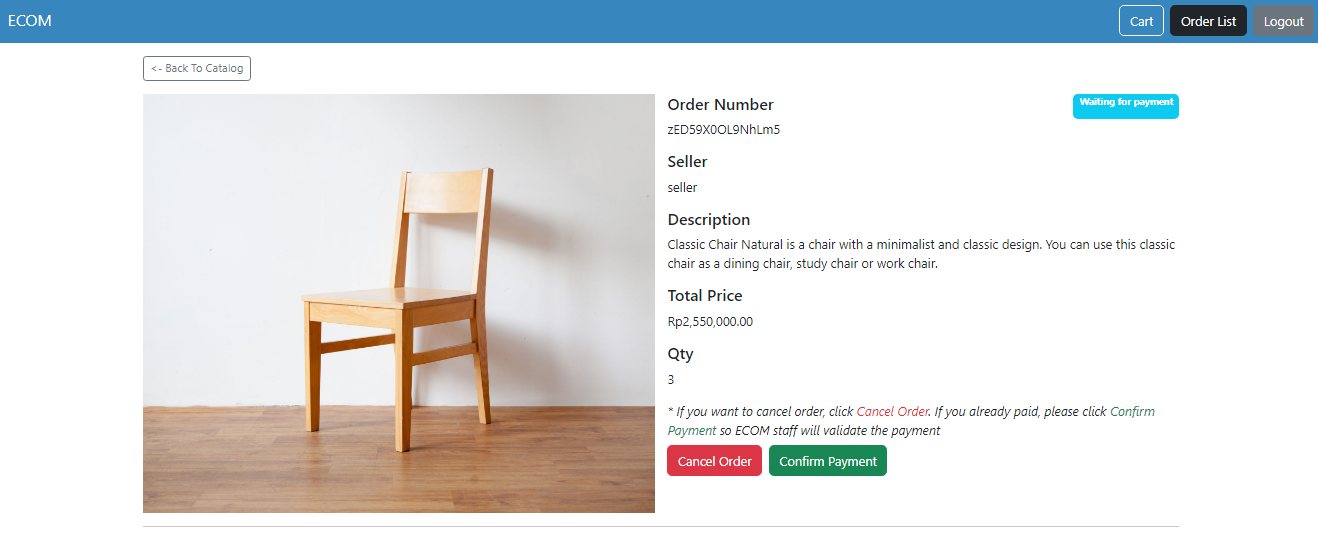 ECOM
Cart
Order List
Logout
<- Back To Catalog
Order Number
Waiting for payment
zED59X0OL9NhLm5
Seller
seller
Description
Classic Chair Natural is a chair with a minimalist and classic design. You can use this classic
chair as a dining chair, study chair or work chair.
Total Price
Rp2,550,000.00
Qty
3
* If you want to cancel order, click Cancel Order. If you already paid, please click Confirm
Payment so ECOM staff will validate the payment
Cancel Order
Confirm Payment